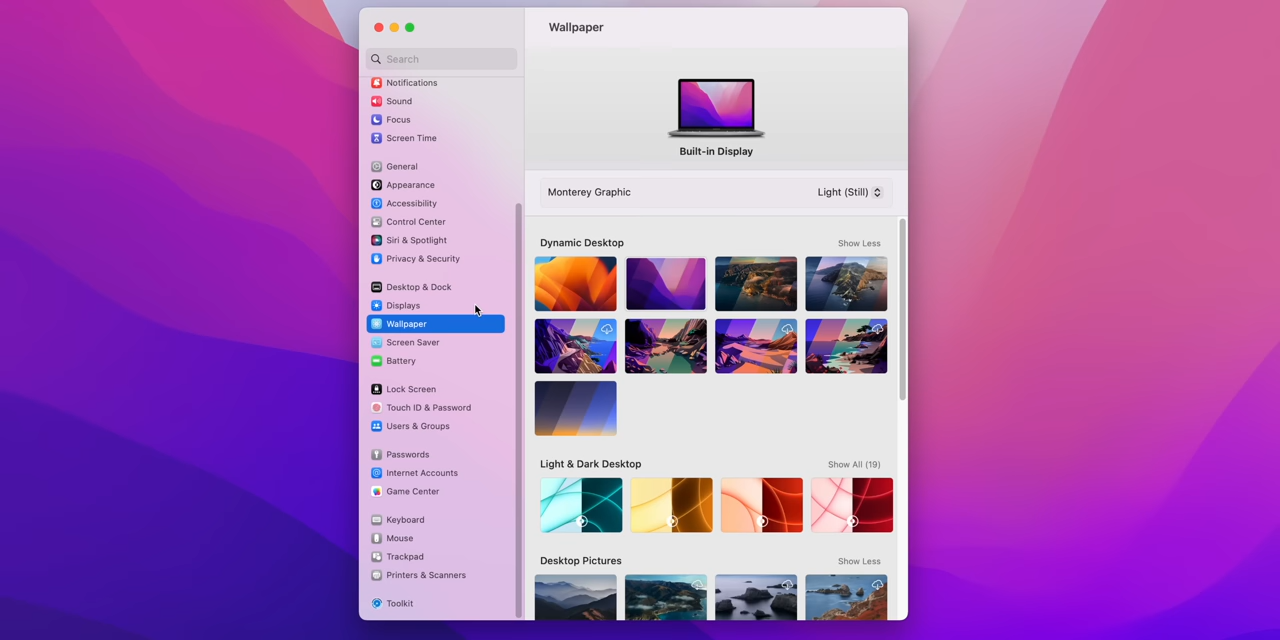 Wallpaper
Search
Notifications
Sound
Focus
Screen Time
General
Appearance
Accessibility
Control Center
Siri & Spotlight
Privacy & Security
Desktop & Dock
Displays
Wallpaper
Screen Saver
Battery
Lock Screen
Touch ID & Password
Users & Groups
Passwords
Internet Accounts
Game Center
Keyboard
Mouse
Trackpad
Printers & Scanners
Toolkit
Built-in Display
Monterey Graphic Light (Still)
Dynamic Desktop Show Less
Light & Dark Desktop Show All (19)
Desktop Pictures Show Less